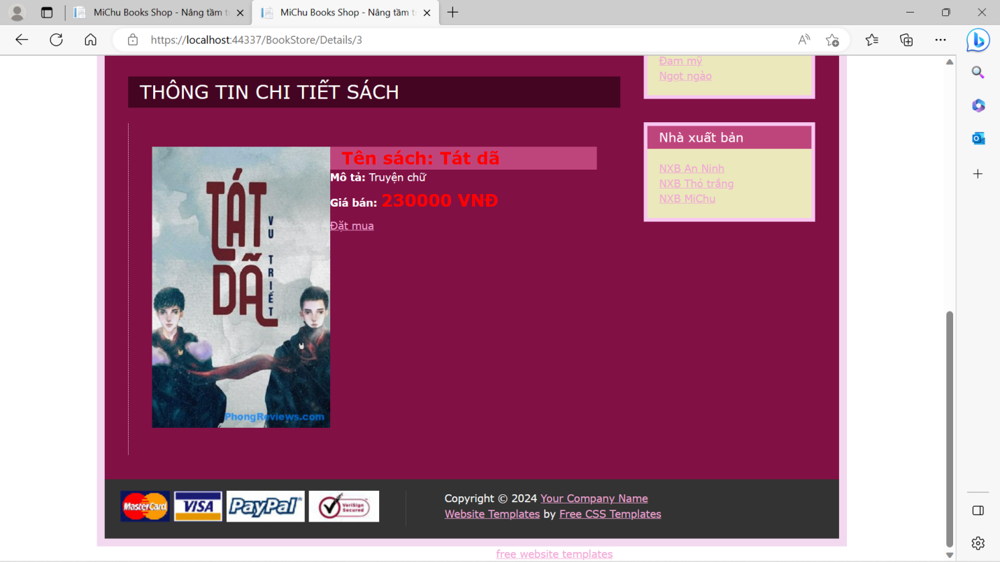 MiChu Books Shop - Nâng tầm t
MiChu Books Shop - Nâng tầm t
https://localhost:44337/BookStore/Details/3
THÔNG TIN CHI TIẾT SÁCH
TÁT
DÃ
VU TRIẾT
PhongReviews.com
Tên sách: Tát dã
Mô tả: Truyện chữ
Giá bán: 230000 VNĐ
Đặt mua
Đam mỹ
Ngọt ngào
Nhà xuất bản
NXB An Ninh
NXB Thỏ trắng
NXB MiChu
MasterCard
VISA
PayPal
VeriSign
Secured
Copyright © 2024 Your Company Name
Website Templates by Free CSS Templates
free website templates